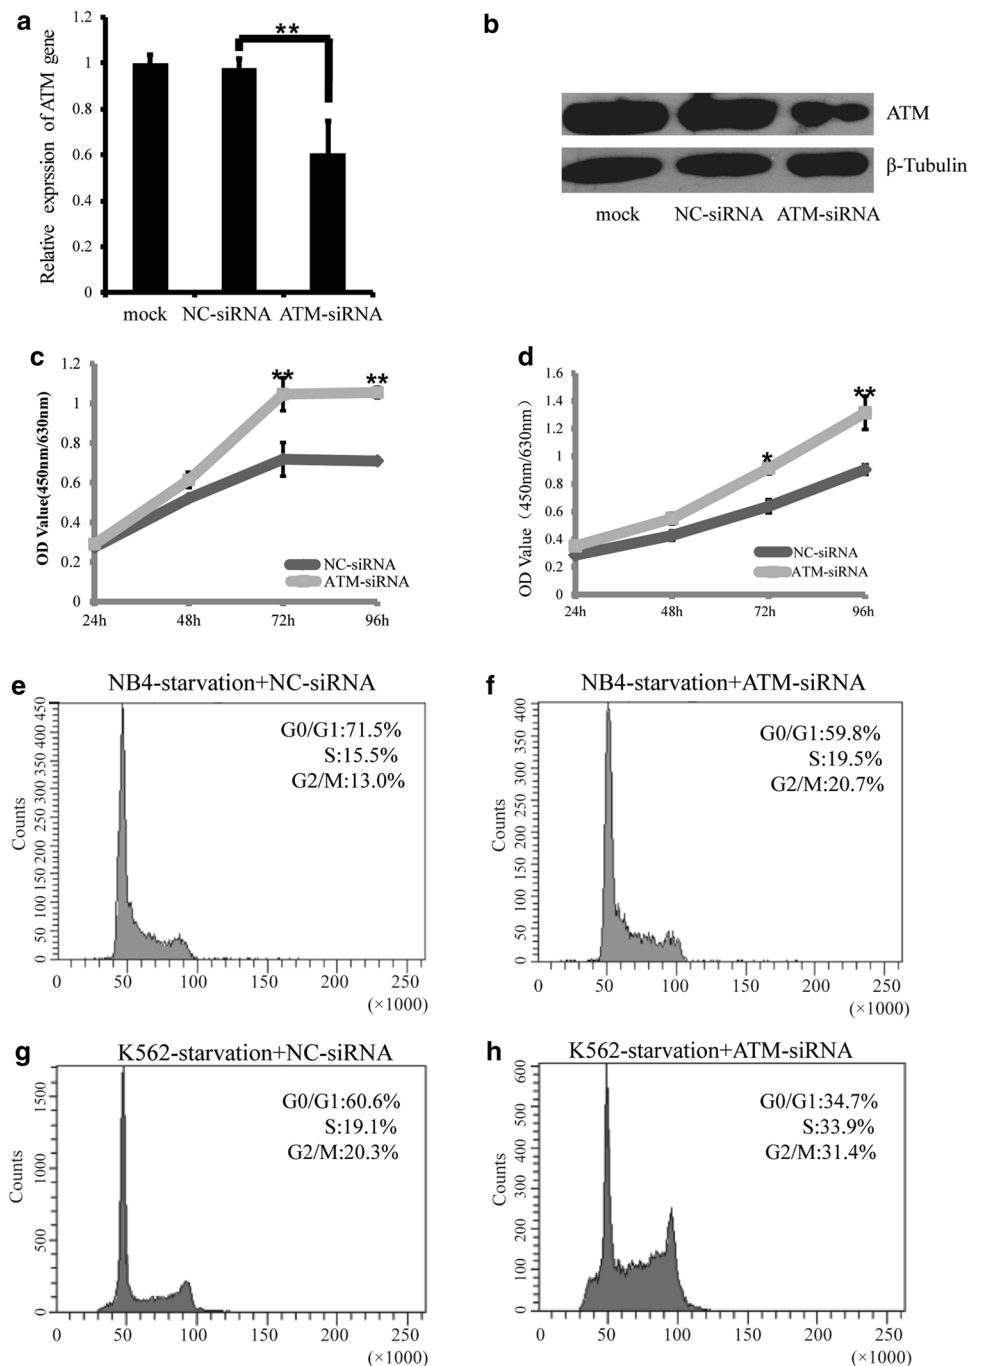 a
Relative exprssion of ATM gene
1.2
1
0.8
0.6
0.4
0.2
0
**
mock NC-siRNA ATM-siRNA
b
ATM
β-Tubulin
mock NC-siRNA ATM-siRNA
c
OD Value(450nm/630nm)
1.2
1
0.8
0.6
0.4
0.2
0
** **
NC-siRNA
ATM-siRNA
24h 48h 72h 96h
d
OD Value（450nm/630nm）
1.6
1.4
1.2
1
0.8
0.6
0.4
0.2
0
* **
NC-siRNA
ATM-siRNA
24h 48h 72h 96h
e
NB4-starvation+NC-siRNA
Counts
0 50 100 150 200 250 300 350 400 450
G0/G1:71.5%
S:15.5%
G2/M:13.0%
0 50 100 150 200 250
(×1000)
f
NB4-starvation+ATM-siRNA
Counts
0 50 100 150 200 250 300 350 400
G0/G1:59.8%
S:19.5%
G2/M:20.7%
0 50 100 150 200 250
(×1000)
g
K562-starvation+NC-siRNA
Counts
0 500 1000 1500
G0/G1:60.6%
S:19.1%
G2/M:20.3%
0 50 100 150 200 250
(×1000)
h
K562-starvation+ATM-siRNA
Counts
0 100 200 300 400 500 600
G0/G1:34.7%
S:33.9%
G2/M:31.4%
0 50 100 150 200 250
(×1000)